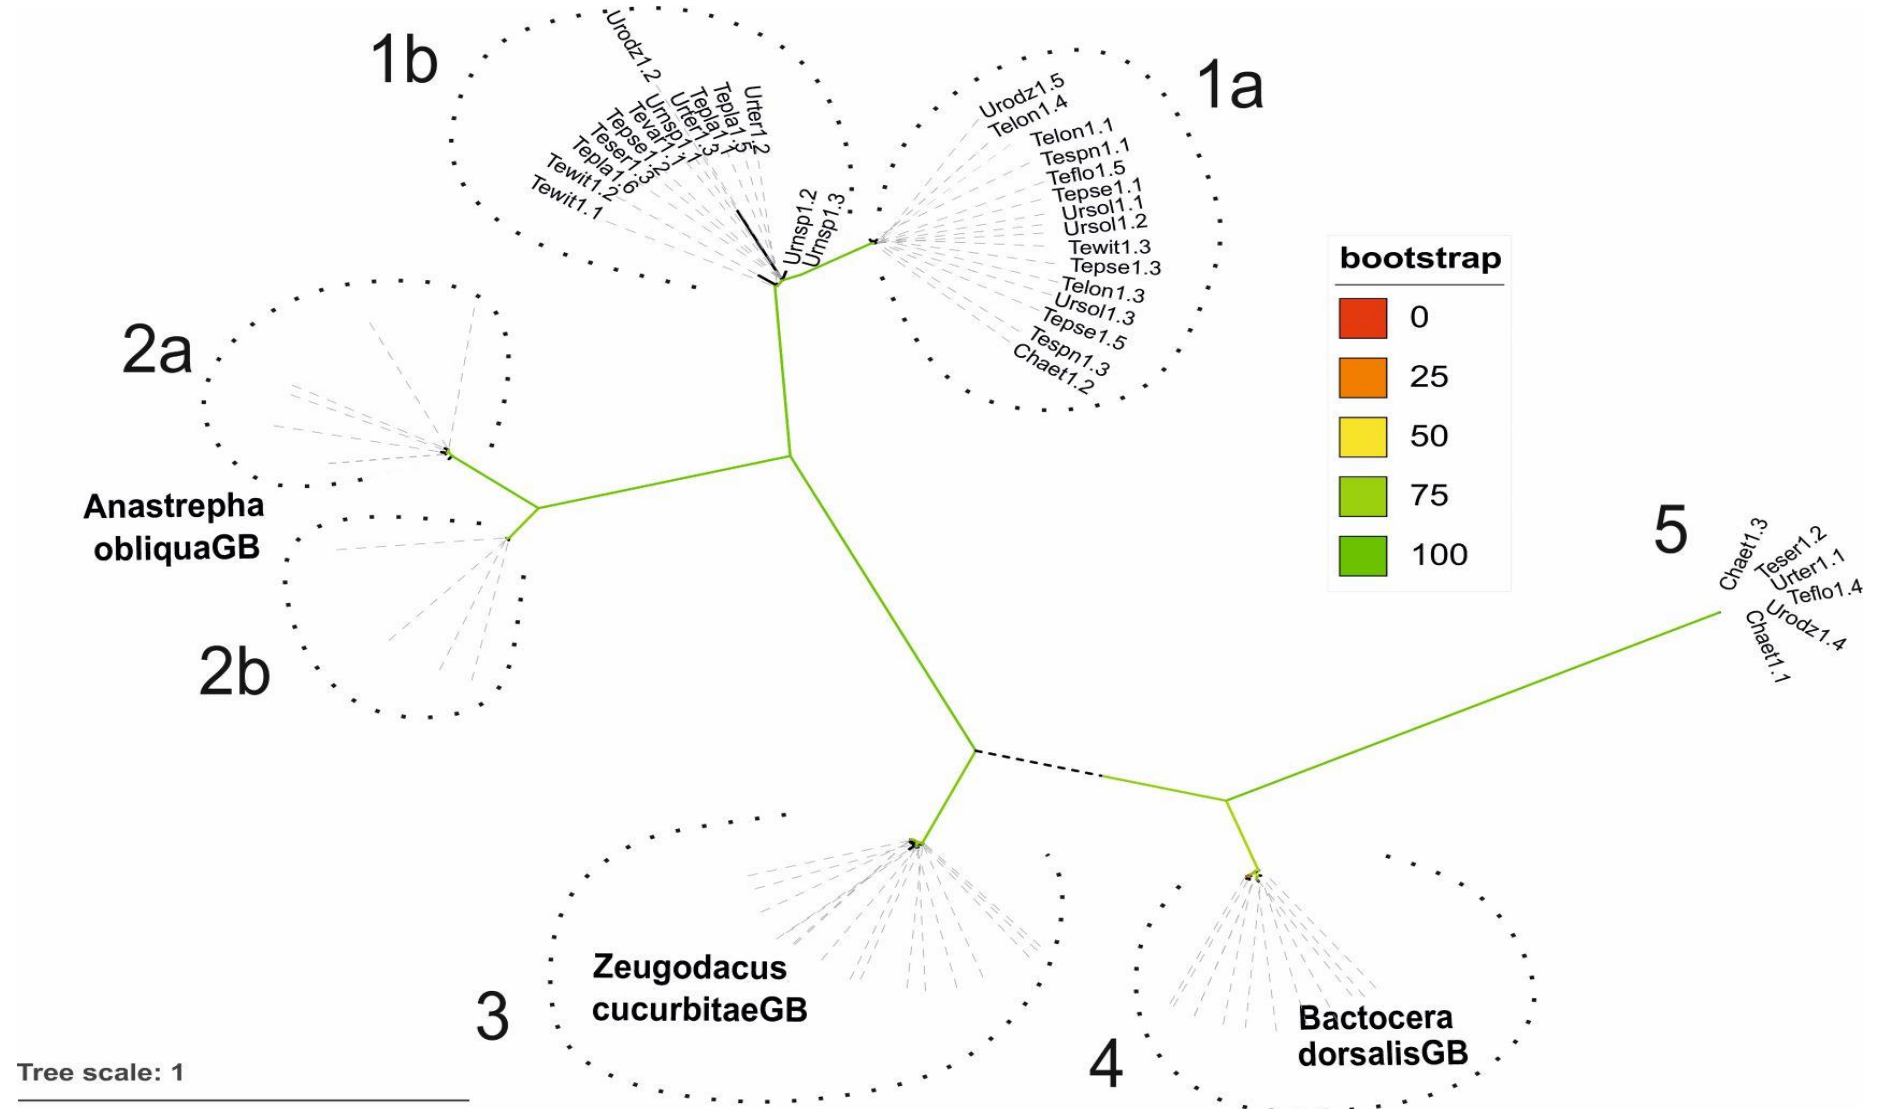 1b
Urodz1.2
Urter1.2
Tepla1.5
Tepla1.1
Urter1.3
Urnsp1.1
Tevar1.1
Tepse1.2
Teser1.3
Tepla1.6
Tewit1.2
Tewit1.1
Urnsp1.2
Urnsp1.3
1a
Urodz1.5
Telon1.4
Telon1.1
Tespn1.1
Teflo1.5
Tepse1.1
Ursol1.1
Ursol1.2
Tewit1.3
Tepse1.3
Telon1.3
Ursol1.3
Tepse1.5
Tespn1.3
Chaet1.2
bootstrap
0
25
50
75
100
2a
Anastrepha
obliquaGB
2b
5
Chaet1.3
Teser1.2
Urter1.1
Teflo1.4
Urodz1.4
Chaet1.1
Zeugodacus
cucurbitaeGB
3
Bactocera
dorsalisGB
4
Tree scale: 1